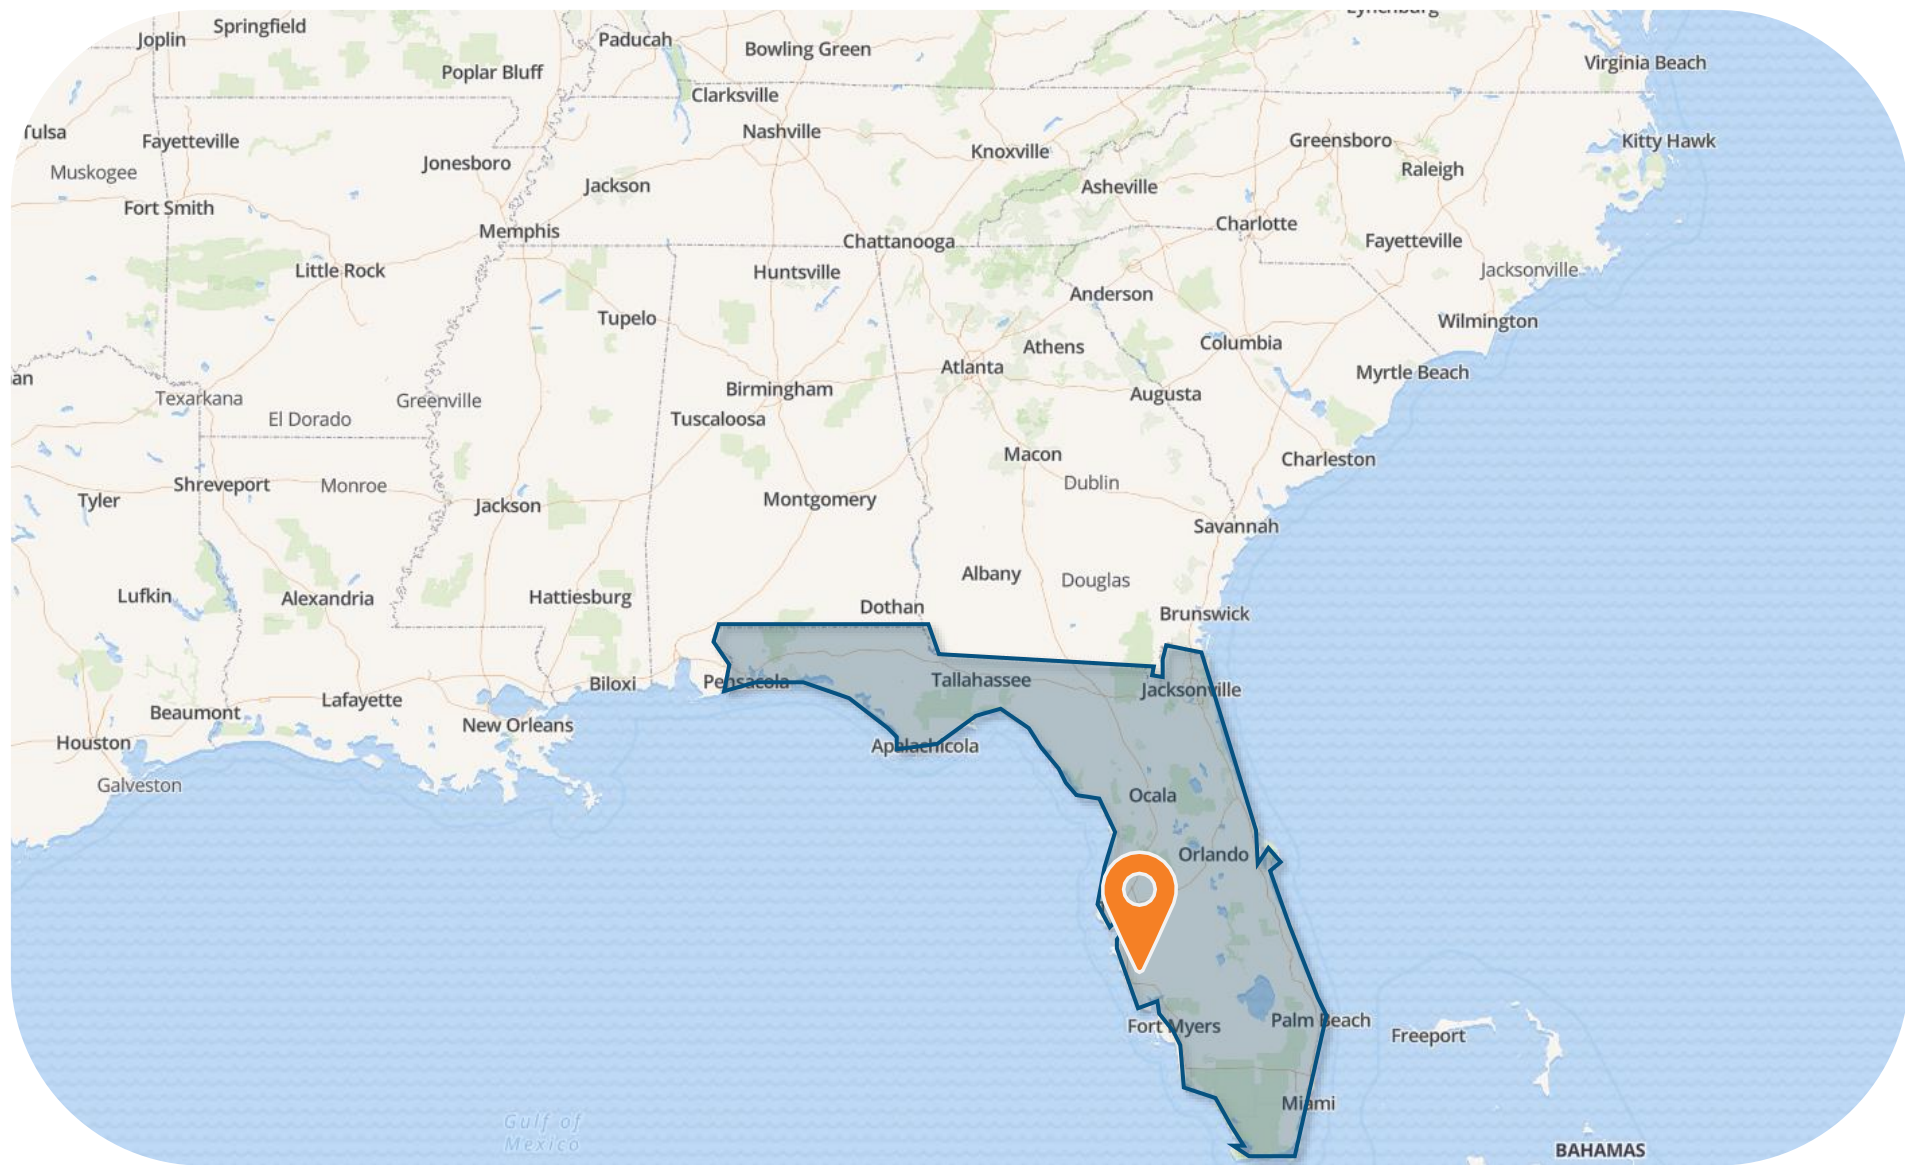 Lynchburg
Springfield
Joplin
Paducah
Bowling Green
Virginia Beach
Poplar Bluff
Clarksville
Tulsa
Fayetteville
Nashville
Greensboro
Kitty Hawk
Knoxville
Jonesboro
Raleigh
Muskogee
Jackson
Asheville
Fort Smith
Charlotte
Memphis
Chattanooga
Fayetteville
Little Rock
Huntsville
Jacksonville
Anderson
Tupelo
Wilmington
Columbia
Athens
Atlanta
Myrtle Beach
an
Birmingham
Augusta
Texarkana
Greenville
El Dorado
Tuscaloosa
Macon
Charleston
Dublin
Shreveport
Monroe
Tyler
Montgomery
Jackson
Savannah
Albany
Douglas
Lufkin
Alexandria
Hattiesburg
Dothan
Brunswick
Pensacola
Tallahassee
Biloxi
Jacksonville
Lafayette
Beaumont
New Orleans
Houston
Apalachicola
Galveston
Ocala
Orlando
Fort Myers
Palm Beach
Freeport
Miami
Gulf of
Mexico
BAHAMAS